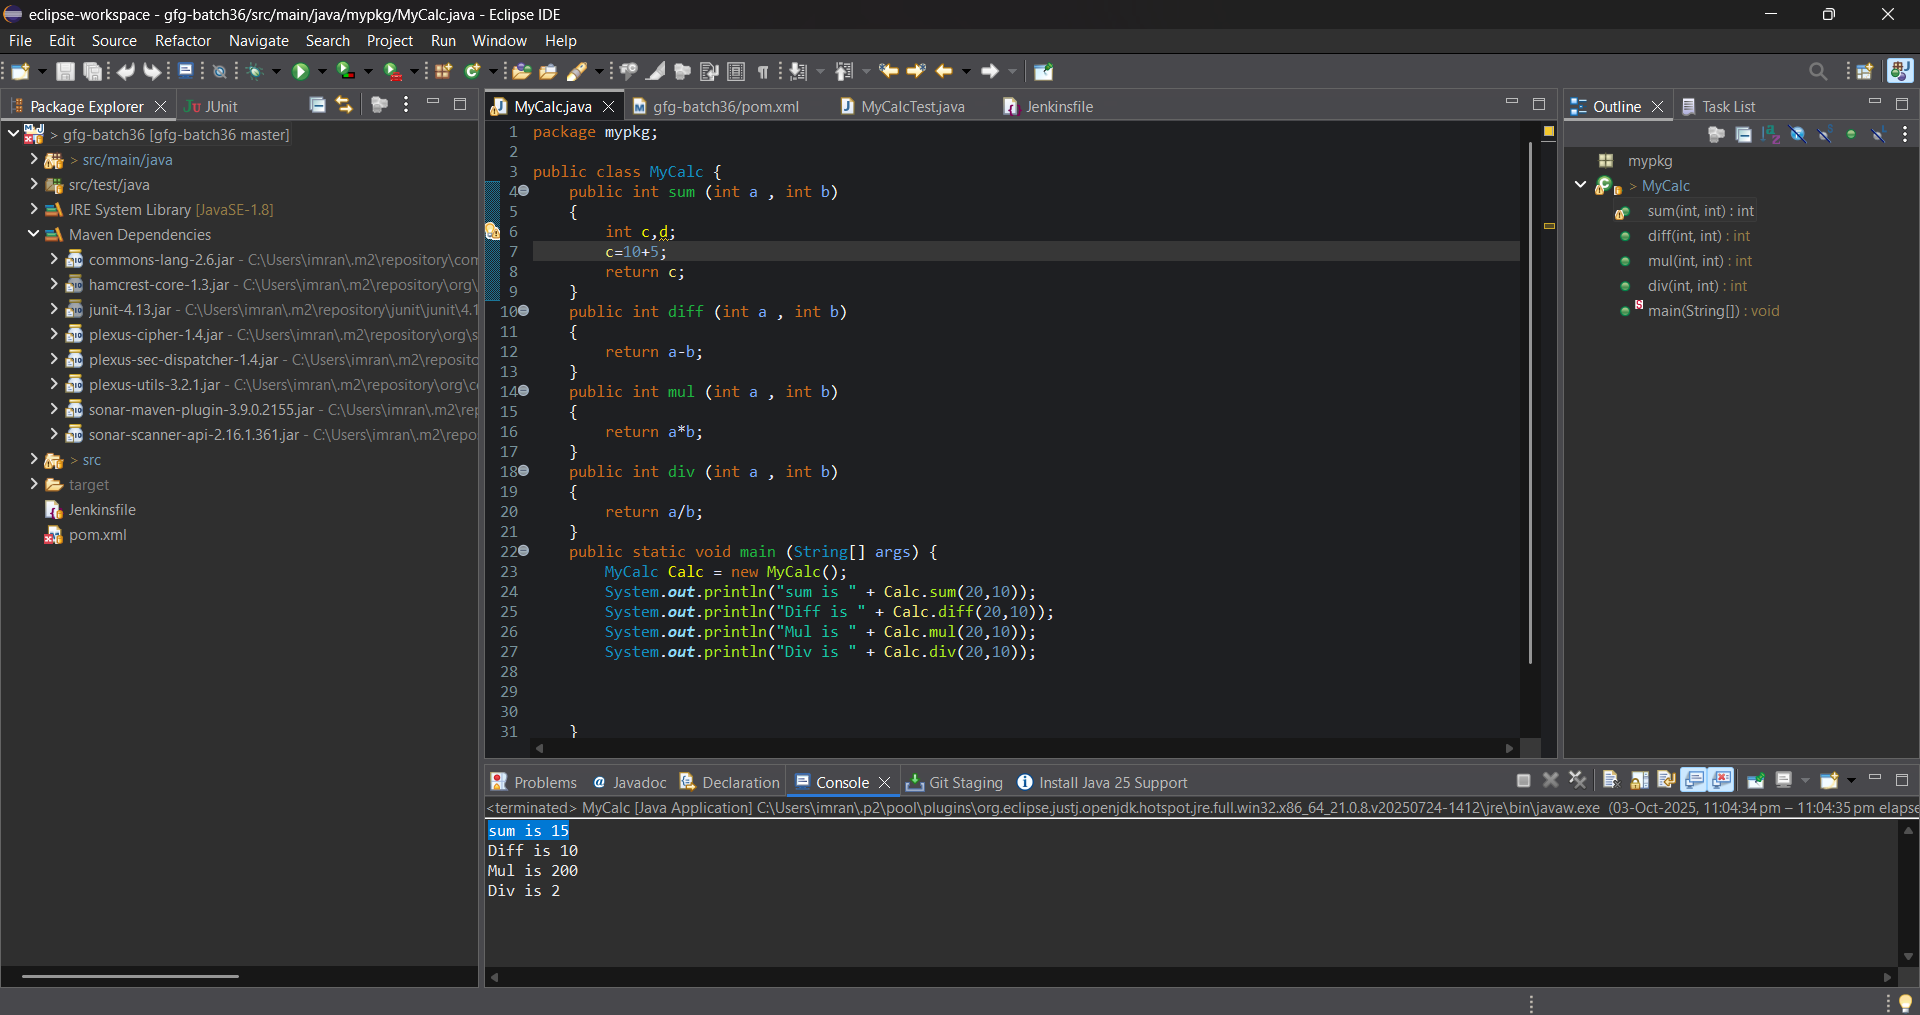 eclipse-workspace - gfg-batch36/src/main/java/mypkg/MyCalc.java - Eclipse IDE
File Edit Source Refactor Navigate Search Project Run Window Help
Package Explorer
JUnit
> gfg-batch36 [gfg-batch36 master]
> src/main/java
src/test/java
JRE System Library [JavaSE-1.8]
Maven Dependencies
commons-lang-2.6.jar - C:\Users\imran\.m2\repository\com
hamcrest-core-1.3.jar - C:\Users\imran\.m2\repository\org\
junit-4.13.jar - C:\Users\imran\.m2\repository\junit\junit\4.1
plexus-cipher-1.4.jar - C:\Users\imran\.m2\repository\org\s
plexus-sec-dispatcher-1.4.jar - C:\Users\imran\.m2\reposito
plexus-utils-3.2.1.jar - C:\Users\imran\.m2\repository\org\c
sonar-maven-plugin-3.9.0.2155.jar - C:\Users\imran\.m2\rep
sonar-scanner-api-2.16.1.361.jar - C:\Users\imran\.m2\repo
> src
target
Jenkinsfile
pom.xml
MyCalc.java
gfg-batch36/pom.xml
MyCalcTest.java
Jenkinsfile
1 package mypkg;
2
3 public class MyCalc {
4 public int sum (int a , int b)
5 {
6 int c,d;
7 c=10+5;
8 return c;
9 }
10 public int diff (int a , int b)
11 {
12 return a-b;
13 }
14 public int mul (int a , int b)
15 {
16 return a*b;
17 }
18 public int div (int a , int b)
19 {
20 return a/b;
21 }
22 public static void main (String[] args) {
23 MyCalc Calc = new MyCalc();
24 System.out.println("sum is " + Calc.sum(20,10));
25 System.out.println("Diff is " + Calc.diff(20,10));
26 System.out.println("Mul is " + Calc.mul(20,10));
27 System.out.println("Div is " + Calc.div(20,10));
28
29
30
31 }
Outline
Task List
mypkg
> MyCalc
sum(int, int) : int
diff(int, int) : int
mul(int, int) : int
div(int, int) : int
main(String[]) : void
Problems
Javadoc
Declaration
Console
Git Staging
Install Java 25 Support
<terminated> MyCalc [Java Application] C:\Users\imran\.p2\pool\plugins\org.eclipse.justj.openjdk.hotspot.jre.full.win32.x86_64_21.0.8.v20250724-1412\jre\bin\javaw.exe (03-Oct-2025, 11:04:34 pm – 11:04:35 pm elapse
sum is 15
Diff is 10
Mul is 200
Div is 2